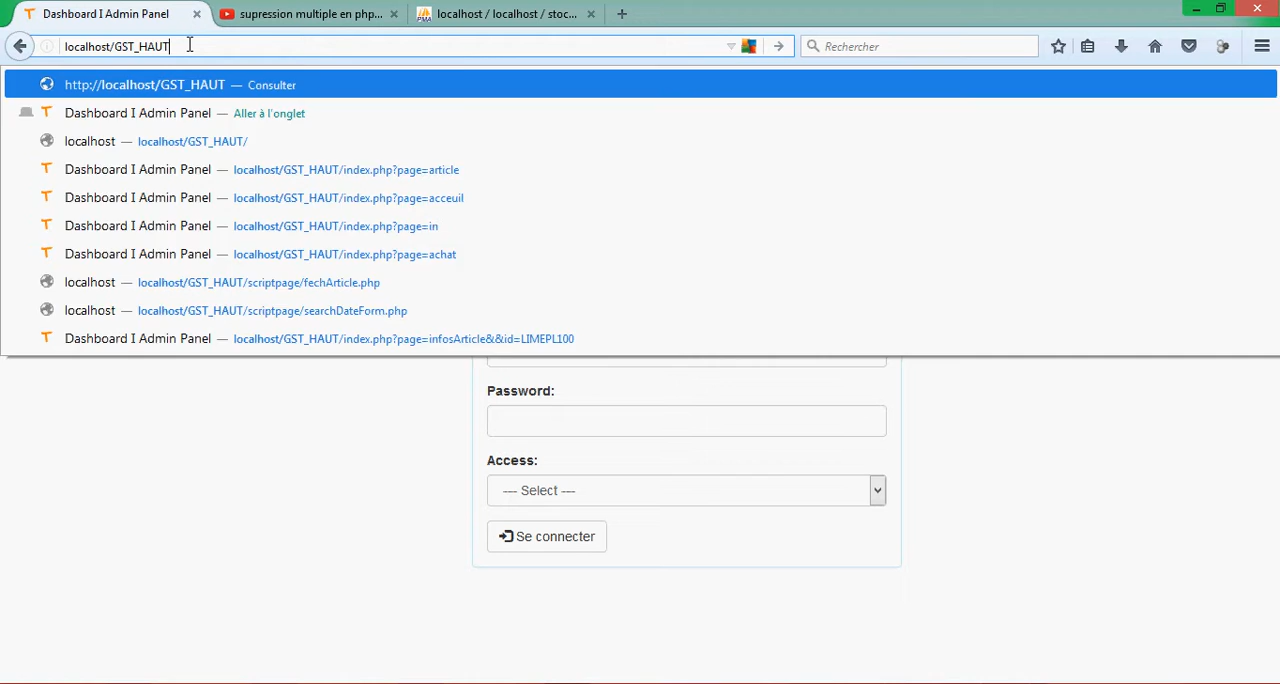 Dashboard I Admin Panel
supression multiple en php...
localhost / localhost / stoc...
localhost/GST_HAUT
Rechercher
http://localhost/GST_HAUT — Consulter
Dashboard I Admin Panel — Aller à l'onglet
localhost — localhost/GST_HAUT/
Dashboard I Admin Panel — localhost/GST_HAUT/index.php?page=article
Dashboard I Admin Panel — localhost/GST_HAUT/index.php?page=acceuil
Dashboard I Admin Panel — localhost/GST_HAUT/index.php?page=in
Dashboard I Admin Panel — localhost/GST_HAUT/index.php?page=achat
localhost — localhost/GST_HAUT/scriptpage/fechArticle.php
localhost — localhost/GST_HAUT/scriptpage/searchDateForm.php
Dashboard I Admin Panel — localhost/GST_HAUT/index.php?page=infosArticle&&id=LIMEPL100
Password:
Access:
--- Select ---
Se connecter